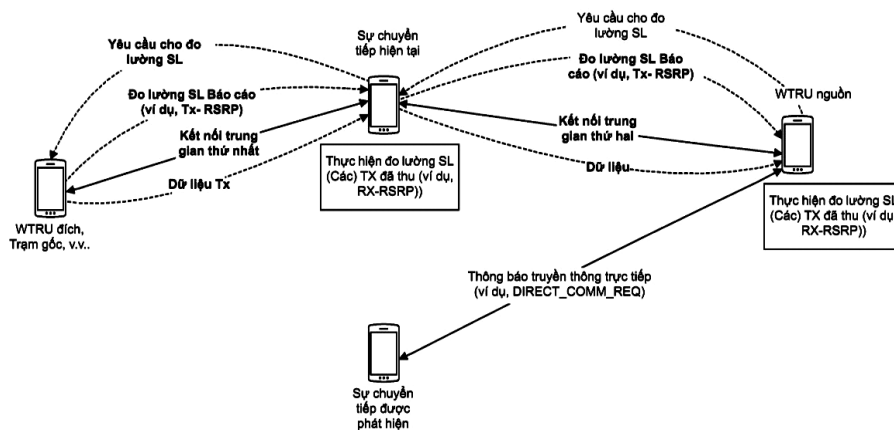 Yêu cầu cho đo
lường SL
Đo lường SL Báo
cáo (ví dụ, Tx- RSRP)
Kết nối trung
gian thứ nhất
Dữ liệu Tx
WTRU đích,
Trạm gốc, v.v..
Sự chuyển
tiếp hiện tại
Thực hiện đo lường SL
(Các) TX đã thu (ví dụ,
RX-RSRP))
Yêu cầu cho đo
lường SL
Đo lường SL Báo
cáo (ví dụ, Tx- RSRP)
Kết nối trung
gian thứ hai
Dữ liệu
WTRU nguồn
Thực hiện đo lường SL
(Các) TX đã thu (ví dụ
RX-RSRP))
Thông báo truyền thông trực tiếp
(ví dụ, DIRECT_COMM_REQ)
Sự chuyển
tiếp được
phát hiện